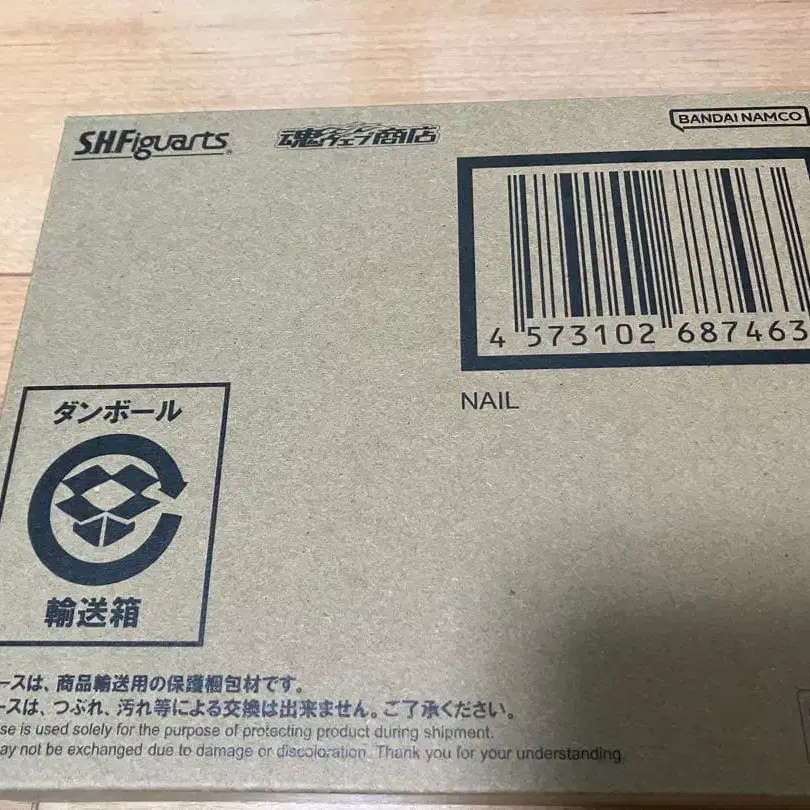 S.H.Figuarts
魂ウェブ商店
BANDAI NAMCO
4 573102 687463
NAIL
ダンボール
輸送箱
ースは、商品輸送用の保護梱包材です。
ースは、つぶれ、汚れ等による交換は出来ません。ご了承ください。
se is used solely for the purpose of protecting product during shipment.
ay not be exchanged due to damage or discoloration. Thank you for your understanding.